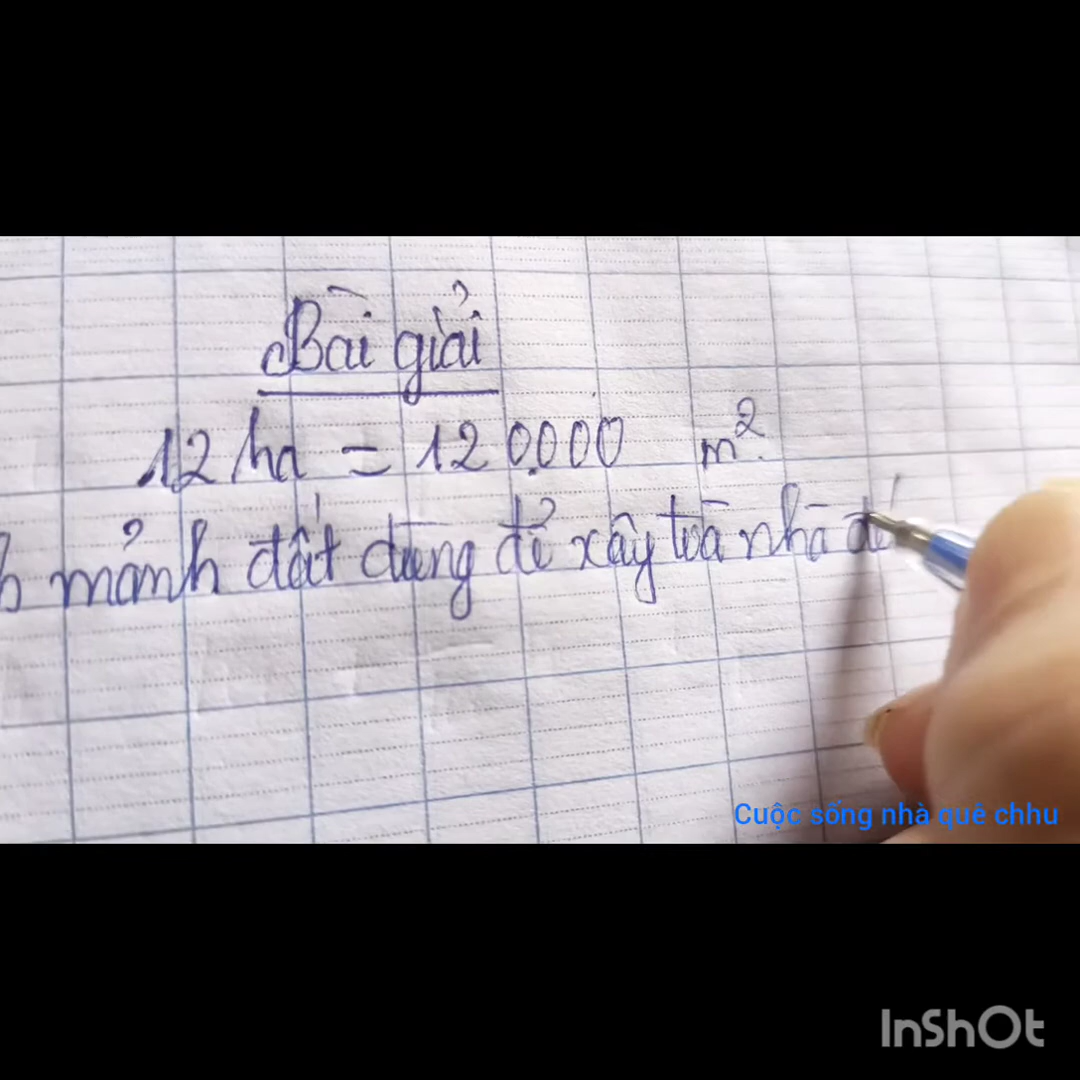 Bài giải
12 ha = 120.000 m².
h mảnh đất dùng để xây toà nhà đó
Cuộc sống nhà quê chhu
InShOt